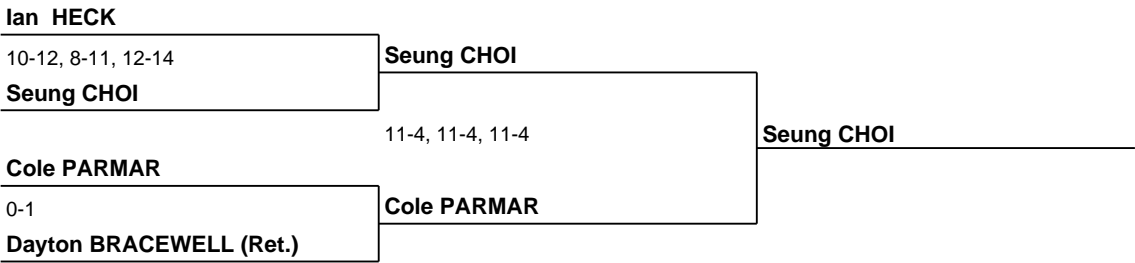 Ian HECK
10-12, 8-11, 12-14
Seung CHOI
Seung CHOI
11-4, 11-4, 11-4
Seung CHOI
Cole PARMAR
0-1
Cole PARMAR
Dayton BRACEWELL (Ret.)